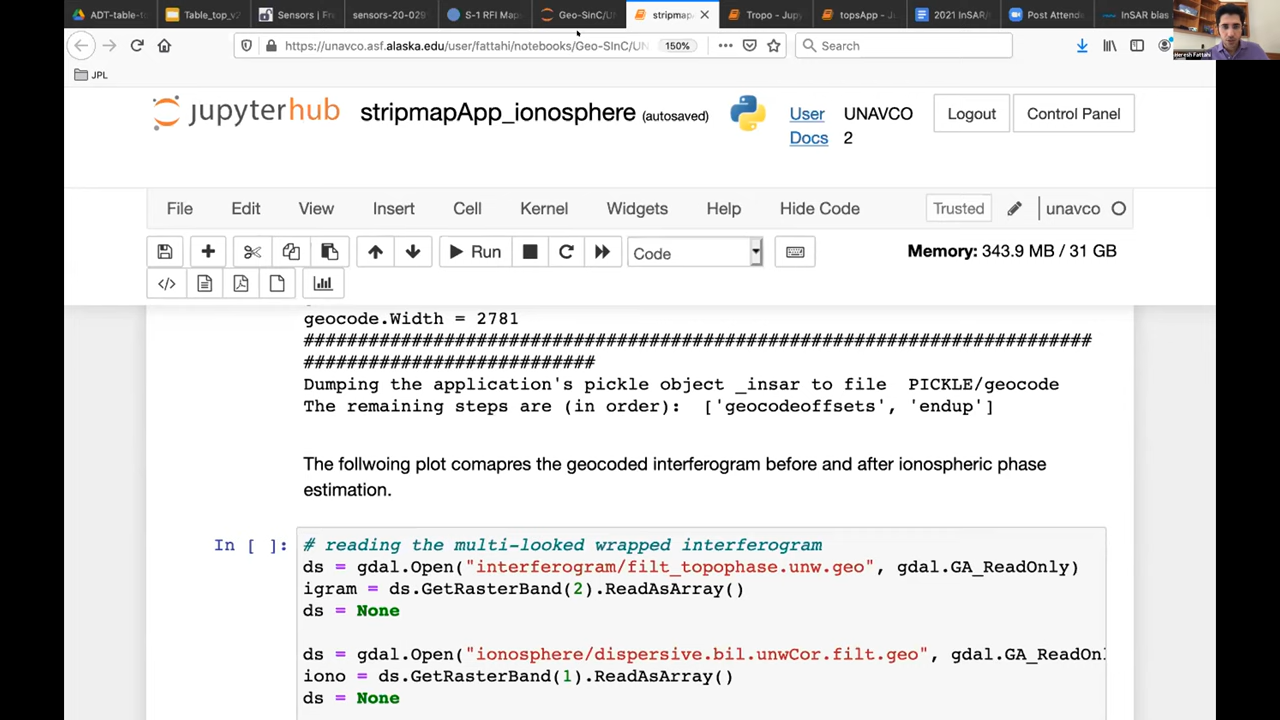 ADT-table-t
Table_top_v2
Sensors | Fre
sensors-20-029
S-1 RFI Map
Geo-SInC/UN
stripmap
Tropo - Jupy
topsApp - J
2021 InSAR/
Post Attend
InSAR bias
Heresh Fattahi
https://unavco.asf.alaska.edu/user/fattahi/notebooks/Geo-SInC/UN
150%
Search
JPL
jupyterhub
stripmapApp_ionosphere (autosaved)
User Docs
UNAVCO 2
Logout
Control Panel
File Edit View Insert Cell Kernel Widgets Help Hide Code
Trusted
unavco
Run
Code
Memory: 343.9 MB / 31 GB
geocode.Width = 2781
#########################################################################
###########################
Dumping the application's pickle object _insar to file  PICKLE/geocode
The remaining steps are (in order):  ['geocodeoffsets', 'endup']
The follwoing plot comapres the geocoded interferogram before and after ionospheric phase
estimation.
In [ ]:
# reading the multi-looked wrapped interferogram
ds = gdal.Open("interferogram/filt_topophase.unw.geo", gdal.GA_ReadOnly)
igram = ds.GetRasterBand(2).ReadAsArray()
ds = None
ds = gdal.Open("ionosphere/dispersive.bil.unwCor.filt.geo", gdal.GA_ReadOnl
iono = ds.GetRasterBand(1).ReadAsArray()
ds = None